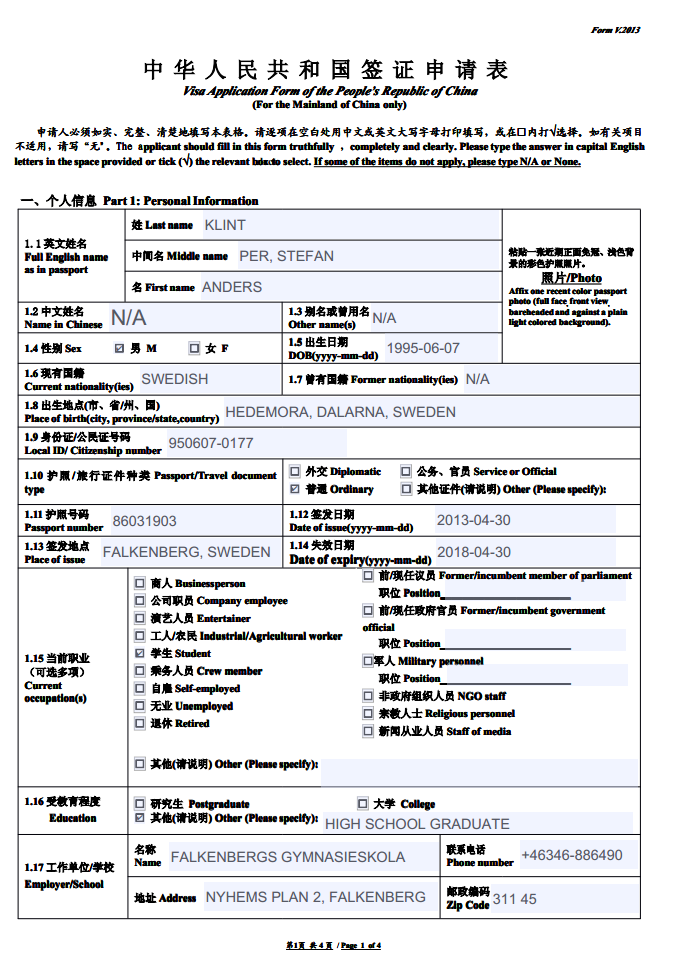 Form V.2013
中华人民共和国签证申请表
Visa Application Form of the People's Republic of China
(For the Mainland of China only)
申请人必须如实、完整、清楚地填写本表格。请逐项在空白处用中文或英文大写字母打印填写，或在□内打√选择。如有关项目
不适用，请写“无”。The applicant should fill in this form truthfully ，completely and clearly. Please type the answer in capital English
letters in the space provided or tick (√) the relevant box to select. If some of the items do not apply, please type N/A or None.
一、个人信息 Part 1: Personal Information
1. 1 英文姓名
Full English name
as in passport
姓 Last name KLINT
中间名 Middle name PER, STEFAN
名 First name ANDERS
粘贴一张近期正面免冠、浅色背
景的彩色护照照片。
照片/Photo
Affix one recent color passport
photo (full face, front view,
bareheaded and against a plain
light colored background).
1.2 中文姓名
Name in Chinese N/A
1.3 别名或曾用名
Other name(s) N/A
1.4 性别 Sex ☑ 男 M □ 女 F
1.5 出生日期
DOB(yyyy-mm-dd) 1995-06-07
1.6 现有国籍
Current nationality(ies) SWEDISH
1.7 曾有国籍 Former nationality(ies) N/A
1.8 出生地点(市、省/州、国)
Place of birth(city, province/state,country) HEDEMORA, DALARNA, SWEDEN
1.9 身份证/公民证号码
Local ID/ Citizenship number 950607-0177
1.10 护照/旅行证件种类 Passport/Travel document
type
□ 外交 Diplomatic □ 公务、官员 Service or Official
☑ 普通 Ordinary □ 其他证件(请说明) Other (Please specify):
1.11 护照号码
Passport number 86031903
1.12 签发日期
Date of issue(yyyy-mm-dd) 2013-04-30
1.13 签发地点
Place of issue FALKENBERG, SWEDEN
1.14 失效日期
Date of expiry(yyyy-mm-dd) 2018-04-30
1.15 当前职业
（可选多项）
Current
occupation(s)
□ 商人 Businessperson
□ 公司职员 Company employee
□ 演艺人员 Entertainer
□ 工人/农民 Industrial/Agricultural worker
☑ 学生 Student
□ 乘务人员 Crew member
□ 自雇 Self-employed
□ 无业 Unemployed
□ 退休 Retired
□ 前/现任议员 Former/incumbent member of parliament
职位 Position
□ 前/现任政府官员 Former/incumbent government
official
职位 Position
□军人 Military personnel
职位 Position
□ 非政府组织人员 NGO staff
□ 宗教人士 Religious personnel
□ 新闻从业人员 Staff of media
□ 其他(请说明) Other (Please specify):
1.16 受教育程度
Education
□ 研究生 Postgraduate □ 大学 College
☑ 其他(请说明) Other (Please specify): HIGH SCHOOL GRADUATE
1.17 工作单位/学校
Employer/School
名称
Name FALKENBERGS GYMNASIESKOLA
联系电话
Phone number +46346-886490
地址 Address NYHEMS PLAN 2, FALKENBERG
邮政编码
Zip Code 311 45
第1页 共 4 页 / Page 1 of 4